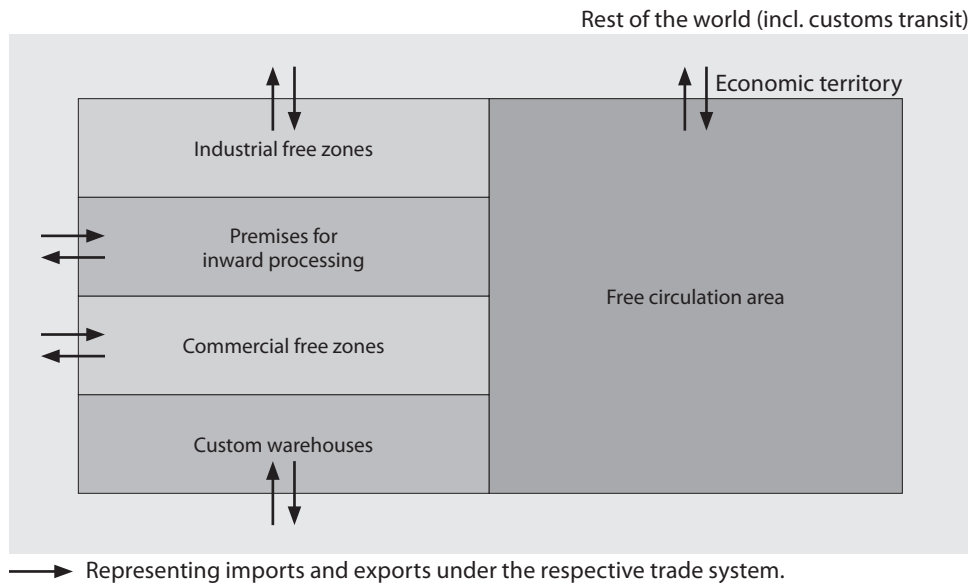 Rest of the world (incl. customs transit)
Economic territory
Industrial free zones
Premises for
inward processing
Free circulation area
Commercial free zones
Custom warehouses
Representing imports and exports under the respective trade system.